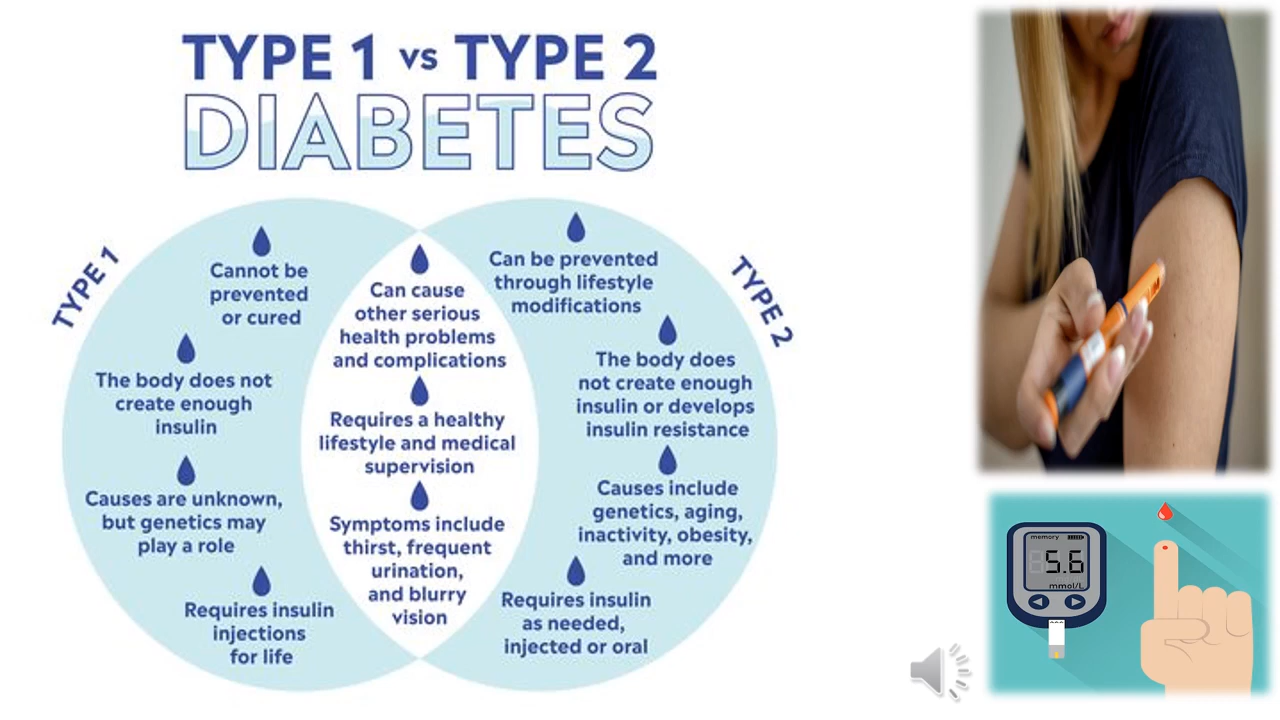 TYPE 1 vs TYPE 2
DIABETES
TYPE 1
Cannot be
prevented
or cured
The body does not
create enough
insulin
Causes are unknown,
but genetics may
play a role
Requires insulin
injections
for life
Can cause
other serious
health problems
and complications
Requires a healthy
lifestyle and medical
supervision
Symptoms include
thirst, frequent
urination,
and blurry
vision
TYPE 2
Can be prevented
through lifestyle
modifications
The body does
not create enough
insulin or develops
insulin resistance
Causes include
genetics, aging,
inactivity, obesity,
and more
Requires insulin
as needed,
injected or oral
memory
5.6
mmol/L